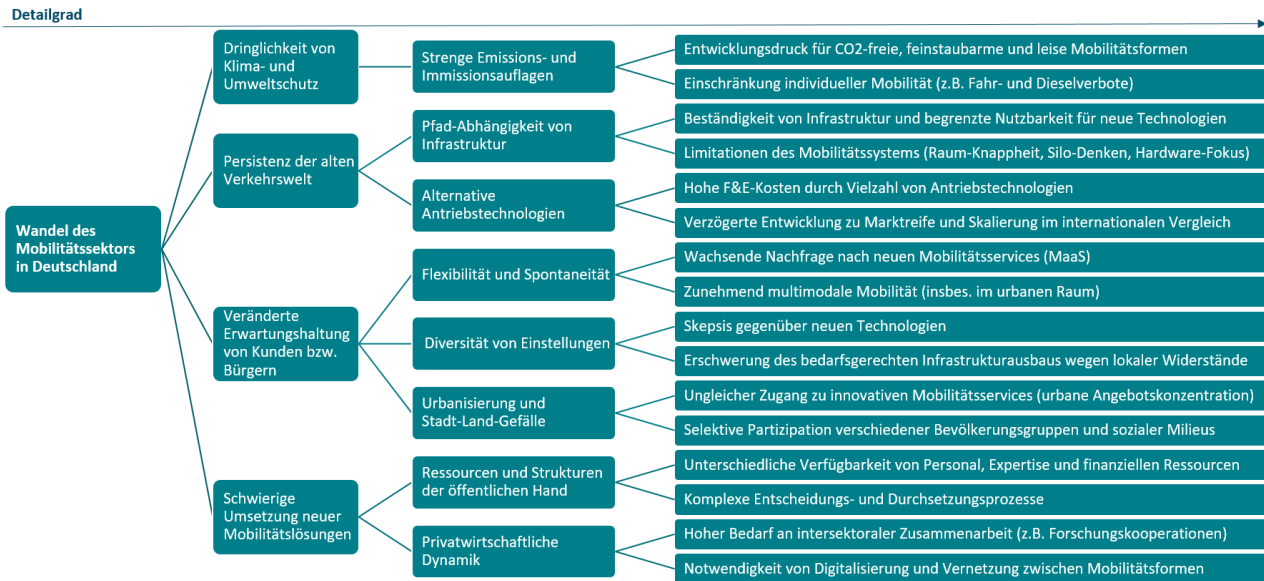 Detailgrad
Wandel des
Mobilitätssektors
in Deutschland
Dringlichkeit von
Klima- und
Umweltschutz
Strenge Emissions- und
Immissionsauflagen
Entwicklungsdruck für CO2-freie, feinstaubarme und leise Mobilitätsformen
Einschränkung individueller Mobilität (z.B. Fahr- und Dieselverbote)
Persistenz der alten
Verkehrswelt
Pfad-Abhängigkeit von
Infrastruktur
Beständigkeit von Infrastruktur und begrenzte Nutzbarkeit für neue Technologien
Limitationen des Mobilitätssystems (Raum-Knappheit, Silo-Denken, Hardware-Fokus)
Alternative
Antriebstechnologien
Hohe F&E-Kosten durch Vielzahl von Antriebstechnologien
Verzögerte Entwicklung zu Marktreife und Skalierung im internationalen Vergleich
Veränderte
Erwartungshaltung
von Kunden bzw.
Bürgern
Flexibilität und Spontaneität
Wachsende Nachfrage nach neuen Mobilitätsservices (MaaS)
Zunehmend multimodale Mobilität (insbes. im urbanen Raum)
Diversität von Einstellungen
Skepsis gegenüber neuen Technologien
Erschwerung des bedarfsgerechten Infrastrukturausbaus wegen lokaler Widerstände
Urbanisierung und
Stadt-Land-Gefälle
Ungleicher Zugang zu innovativen Mobilitätsservices (urbane Angebotskonzentration)
Selektive Partizipation verschiedener Bevölkerungsgruppen und sozialer Milieus
Schwierige
Umsetzung neuer
Mobilitätslösungen
Ressourcen und Strukturen
der öffentlichen Hand
Unterschiedliche Verfügbarkeit von Personal, Expertise und finanziellen Ressourcen
Komplexe Entscheidungs- und Durchsetzungsprozesse
Privatwirtschaftliche
Dynamik
Hoher Bedarf an intersektoraler Zusammenarbeit (z.B. Forschungskooperationen)
Notwendigkeit von Digitalisierung und Vernetzung zwischen Mobilitätsformen